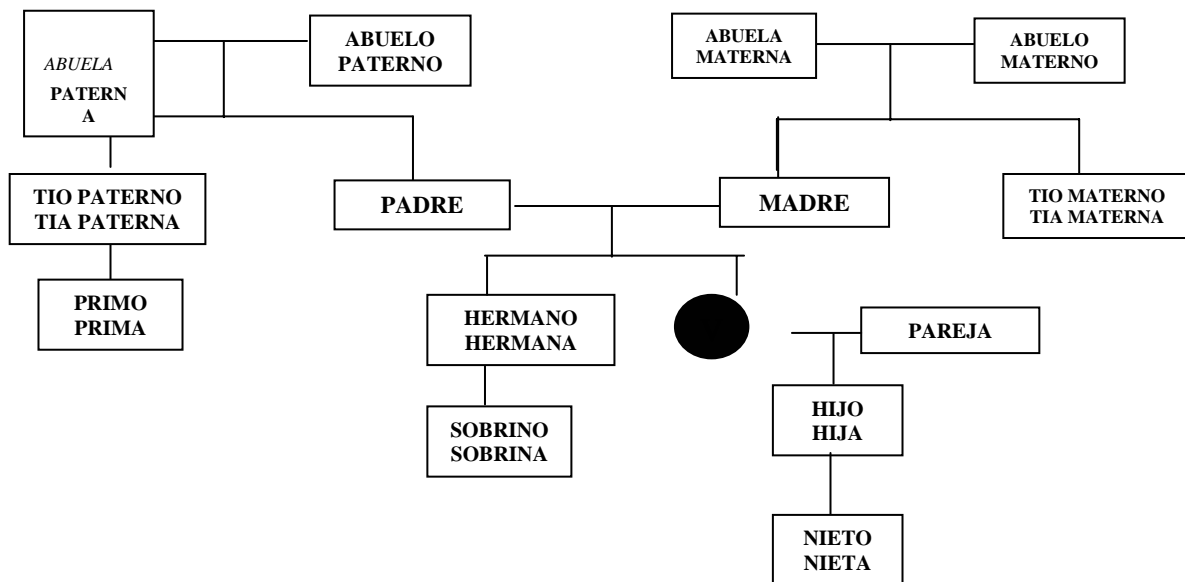 ABUELA
PATERN
A
ABUELO
PATERNO
ABUELA
MATERNA
ABUELO
MATERNO
TIO PATERNO
TIA PATERNA
PADRE
MADRE
TIO MATERNO
TIA MATERNA
PRIMO
PRIMA
HERMANO
HERMANA
PAREJA
SOBRINO
SOBRINA
HIJO
HIJA
NIETO
NIETA